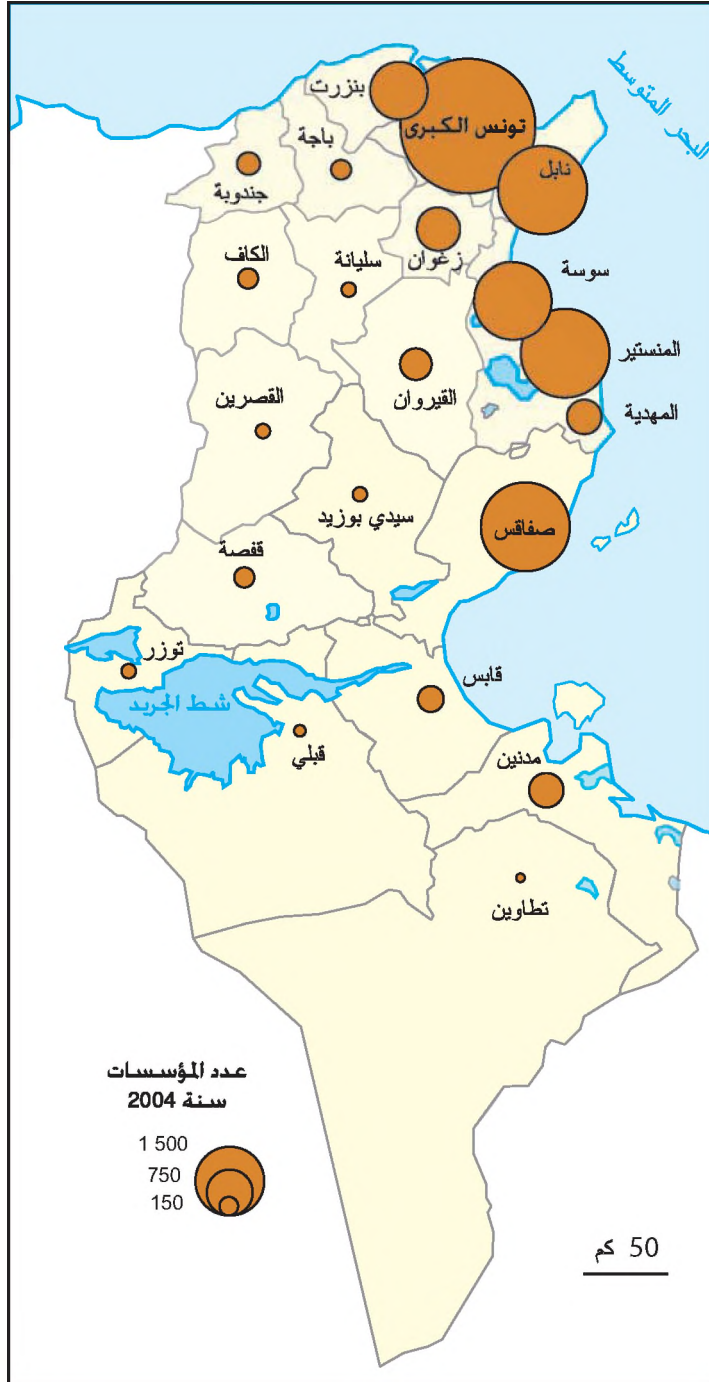 البحر المتوسط
بنزرت
تونس الكبرى
باجة
نابل
جندوبة
زغوان
الكاف
سليانة
سوسة
المنستير
القصرين
القيروان
المهدية
سيدي بوزيد
صفاقس
قفصة
توزر
شط الجريد
قابس
قبلي
مدنين
تطاوين
عدد المؤسسات
سنة 2004
1 500
750
150
50 كم